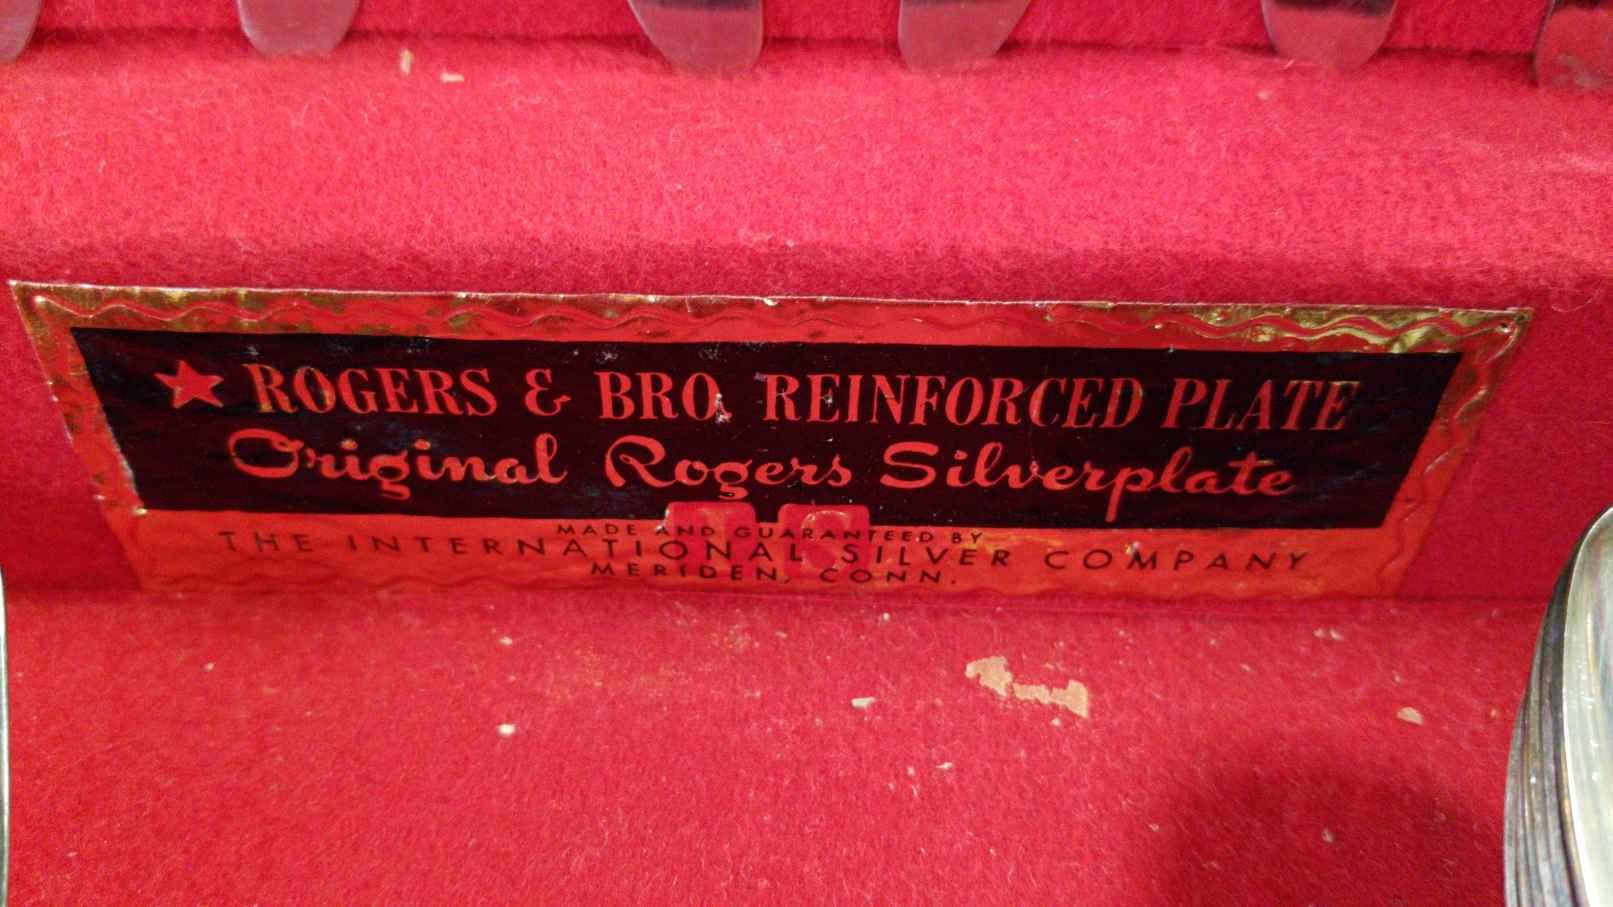 ★ ROGERS & BRO. REINFORCED PLATE
Original Rogers Silverplate
MADE AND GUARANTEED BY
THE INTERNATIONAL SILVER COMPANY
MERIDEN, CONN.